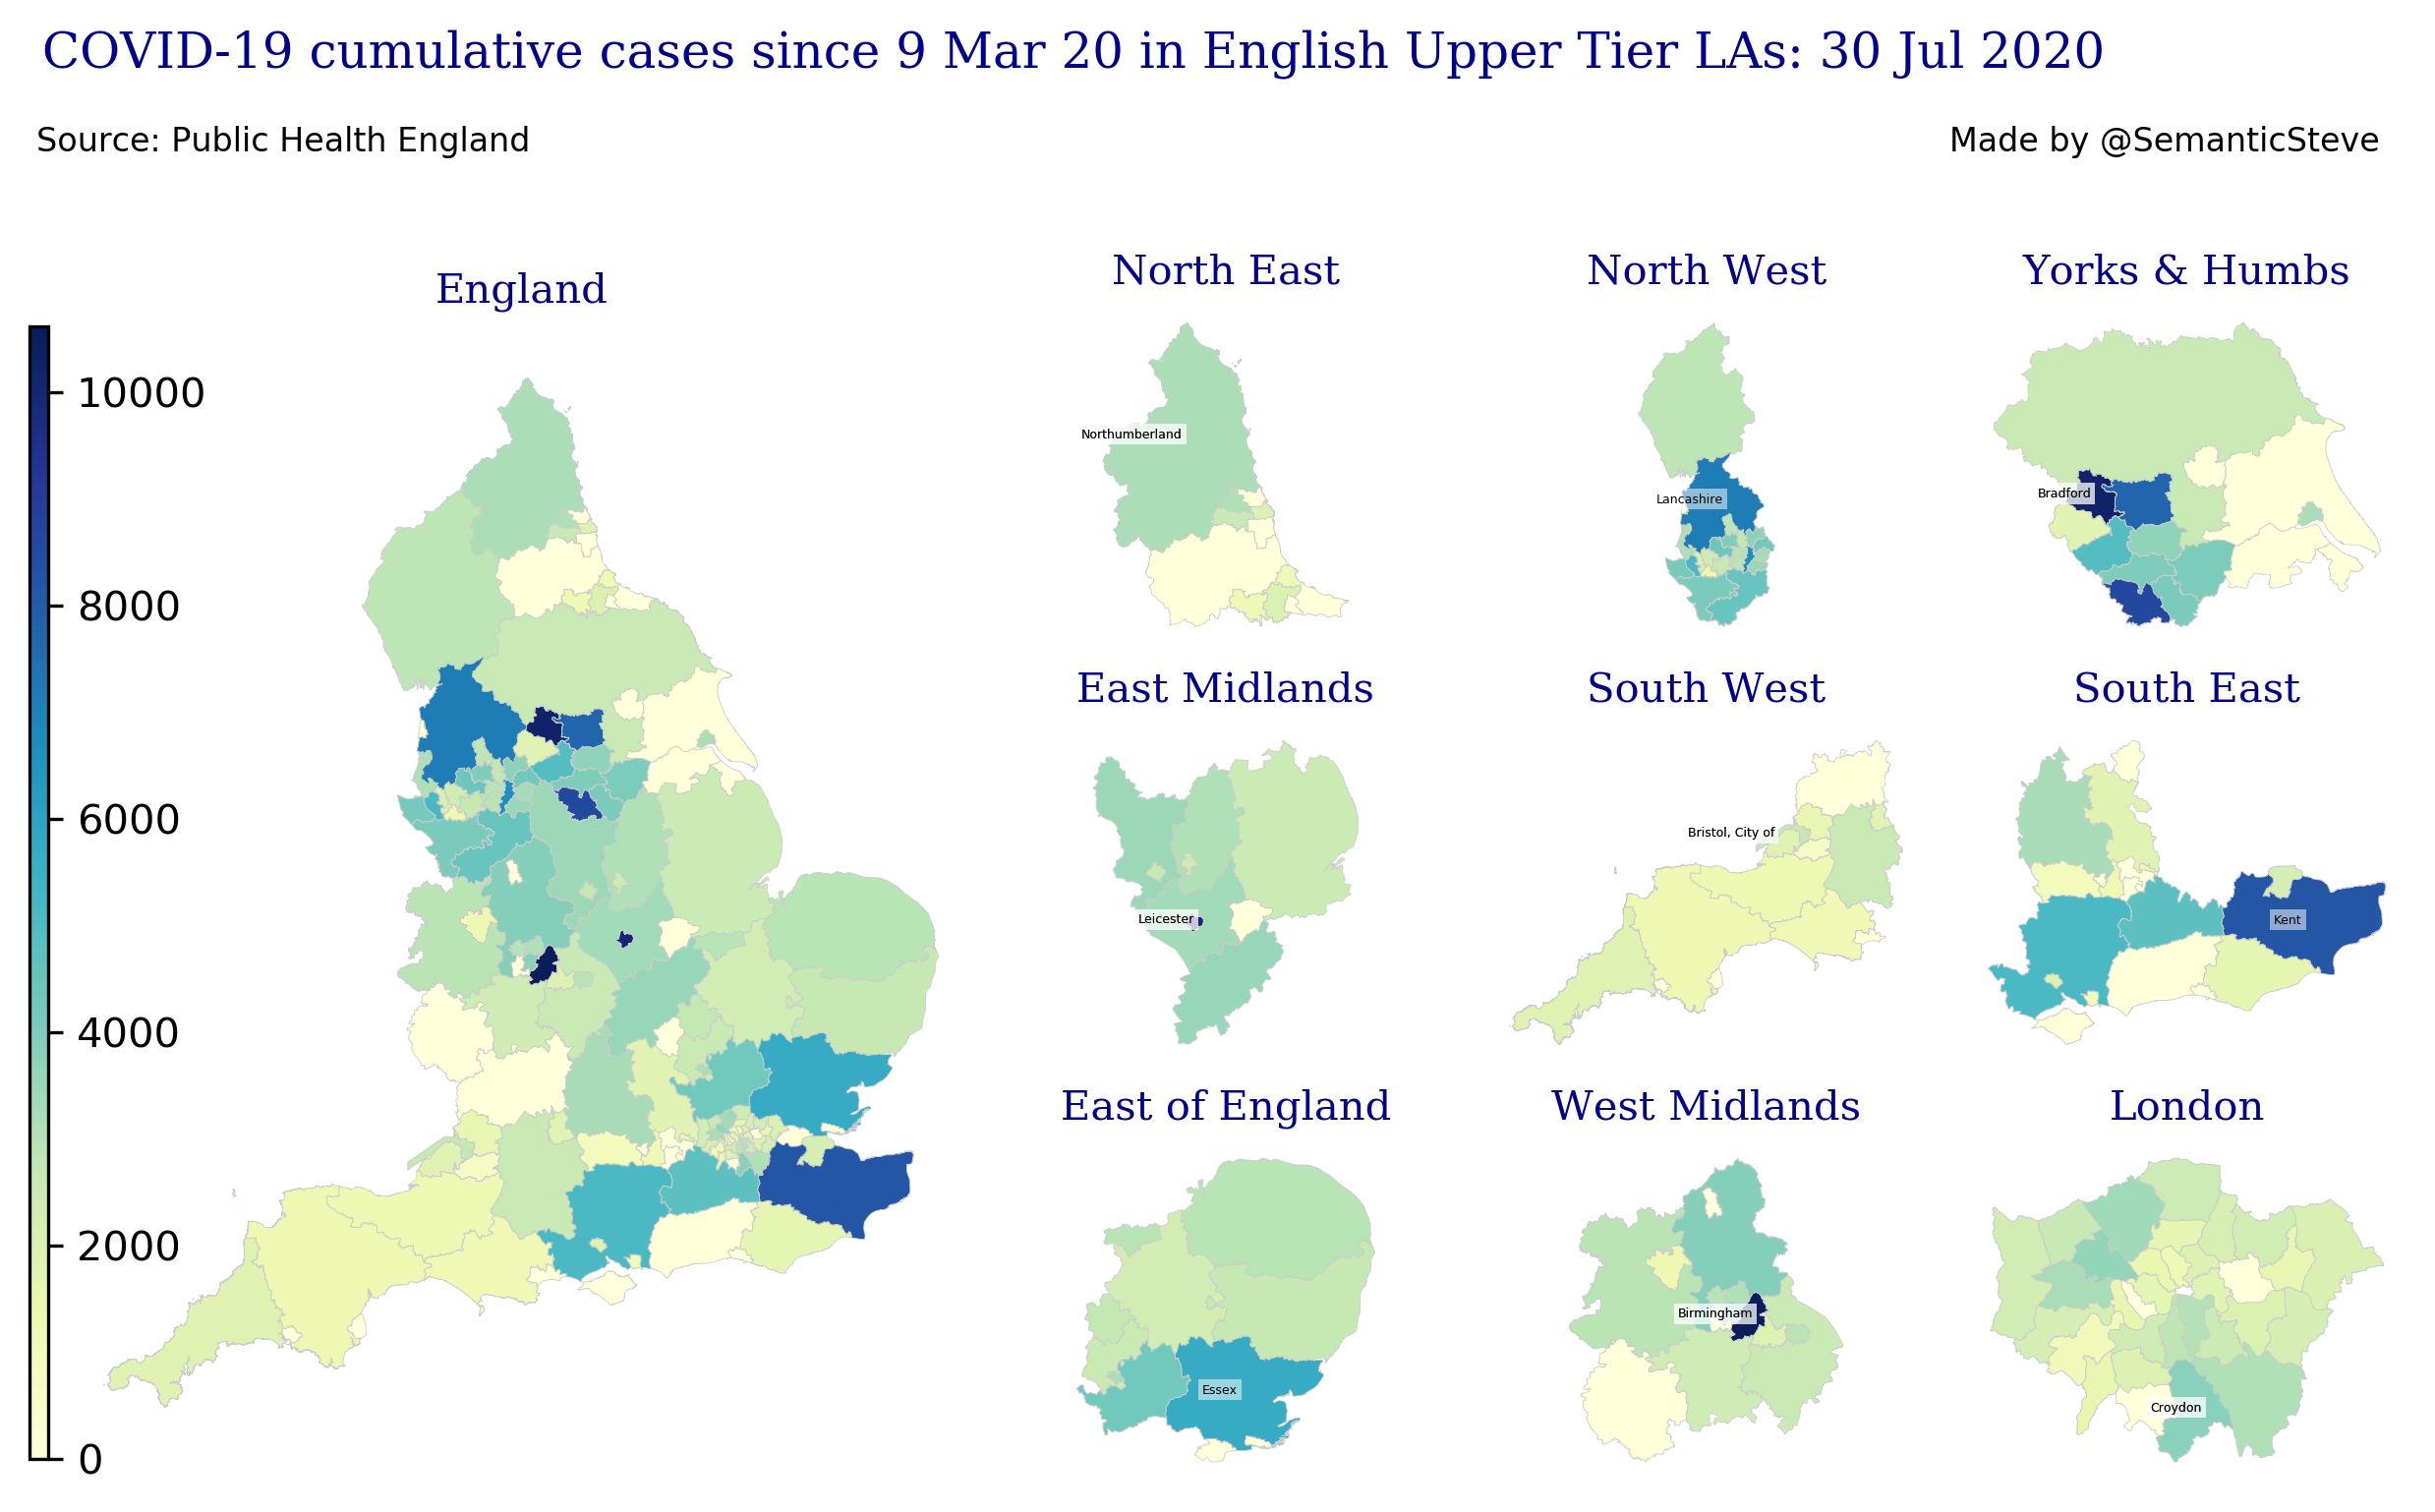 COVID-19 cumulative cases since 9 Mar 20 in English Upper Tier LAs: 30 Jul 2020
Source: Public Health England
Made by @SemanticSteve
England
10000
8000
6000
4000
2000
0
North East
Northumberland
North West
Lancashire
Yorks & Humbs
Bradford
East Midlands
Leicester
South West
Bristol, City of
South East
Kent
East of England
Essex
West Midlands
Birmingham
London
Croydon